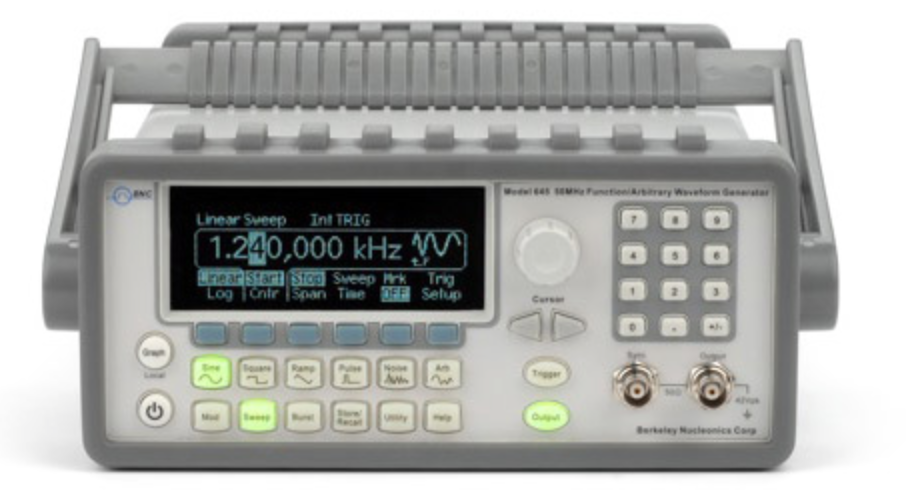 BNC
Model 645 50MHz Function/Arbitrary Waveform Generator
Linear Sweep Int TRIG
1.240,000 kHz
Linear Start Stop Sweep Mrk Trig
Log Cntr Span Time OFF Setup
7 8 9
4 5 6
1 2 3
0 . +/-
Cursor
Graph
Local
Sine Square Ramp Pulse Noise Arb
Trigger
Sync Output
50Ω
Mod Sweep Burst Store/
Recall Utility Help
Output
Berkeley Nucleonics Corp